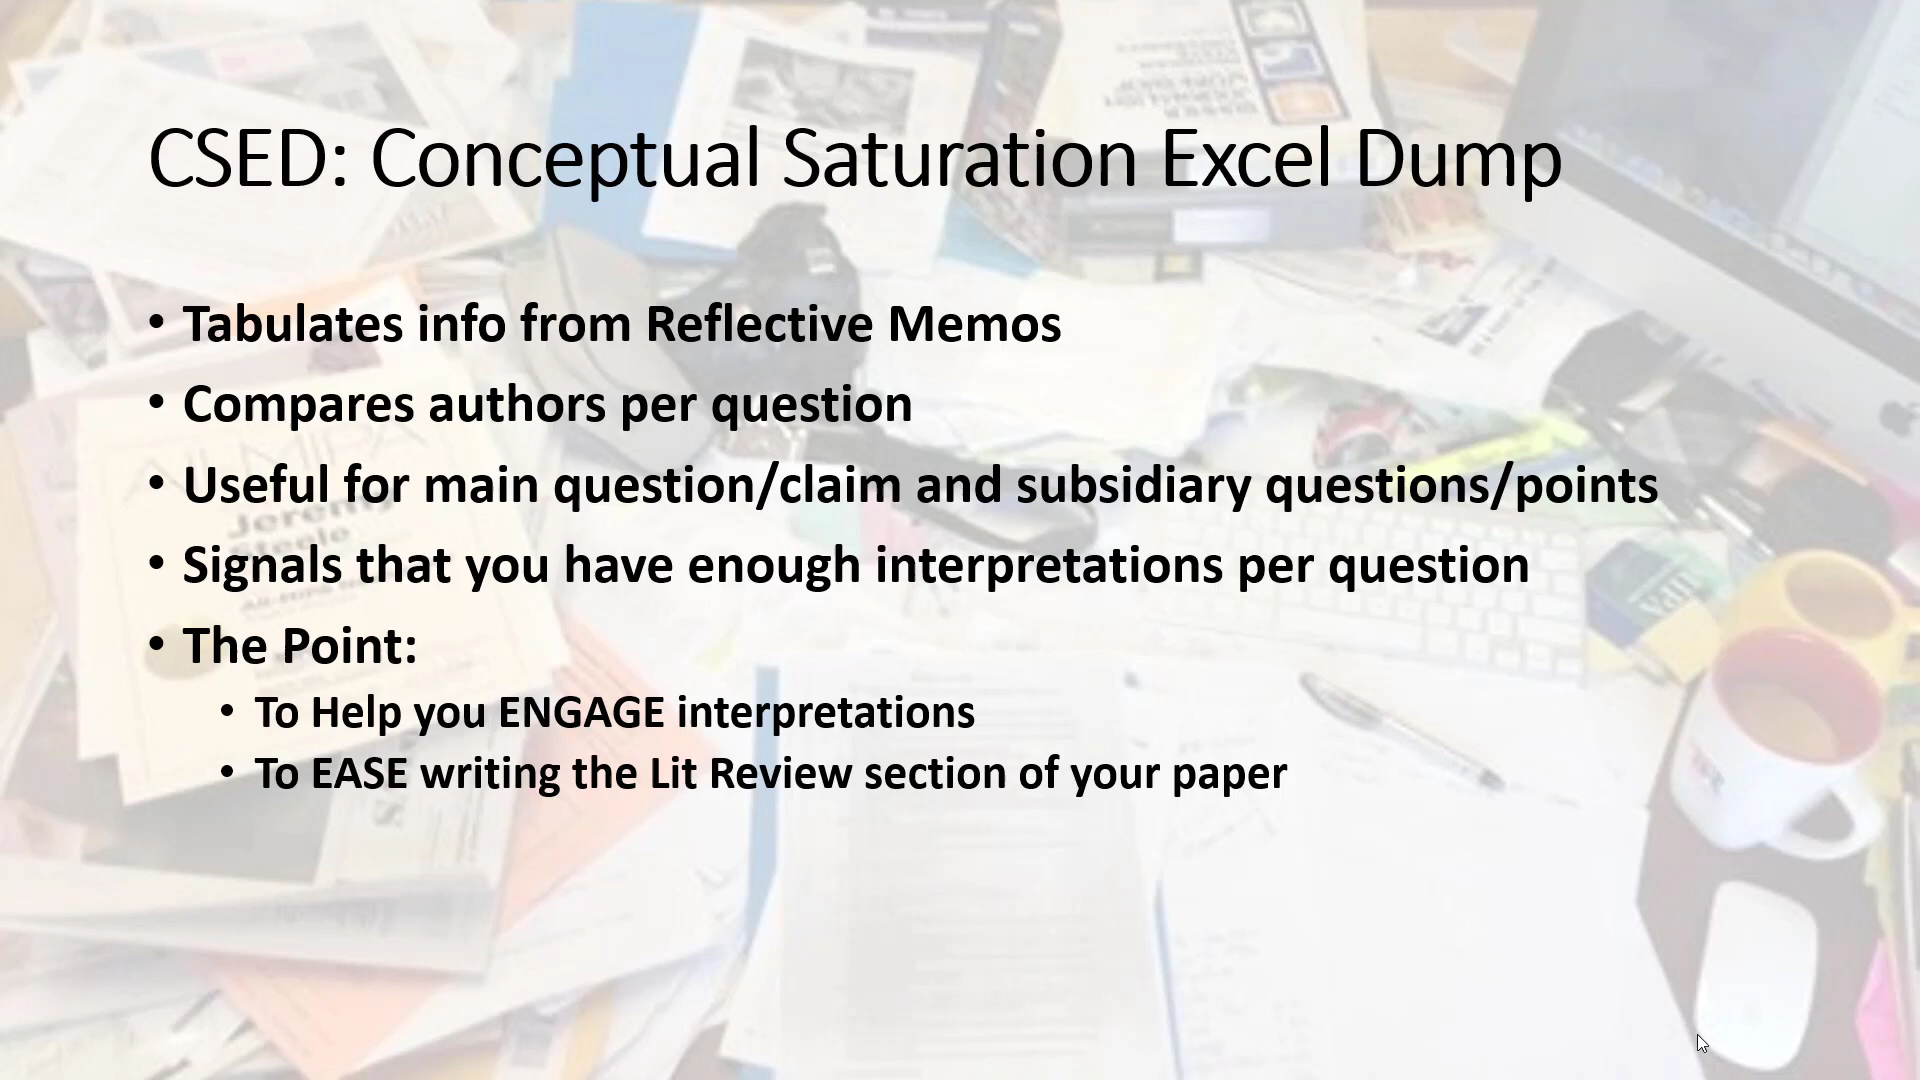 CSED: Conceptual Saturation Excel Dump
• Tabulates info from Reflective Memos
• Compares authors per question
• Useful for main question/claim and subsidiary questions/points
• Signals that you have enough interpretations per question
• The Point:
• To Help you ENGAGE interpretations
• To EASE writing the Lit Review section of your paper
Jeremy
Steele